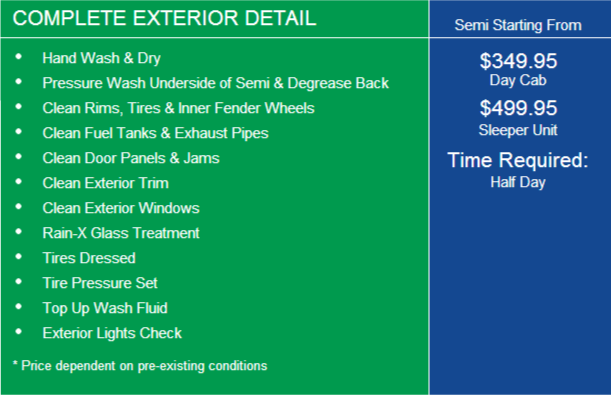 COMPLETE EXTERIOR DETAIL
• Hand Wash & Dry
• Pressure Wash Underside of Semi & Degrease Back
• Clean Rims, Tires & Inner Fender Wheels
• Clean Fuel Tanks & Exhaust Pipes
• Clean Door Panels & Jams
• Clean Exterior Trim
• Clean Exterior Windows
• Rain-X Glass Treatment
• Tires Dressed
• Tire Pressure Set
• Top Up Wash Fluid
• Exterior Lights Check
* Price dependent on pre-existing conditions
Semi Starting From
$349.95
Day Cab
$499.95
Sleeper Unit
Time Required:
Half Day